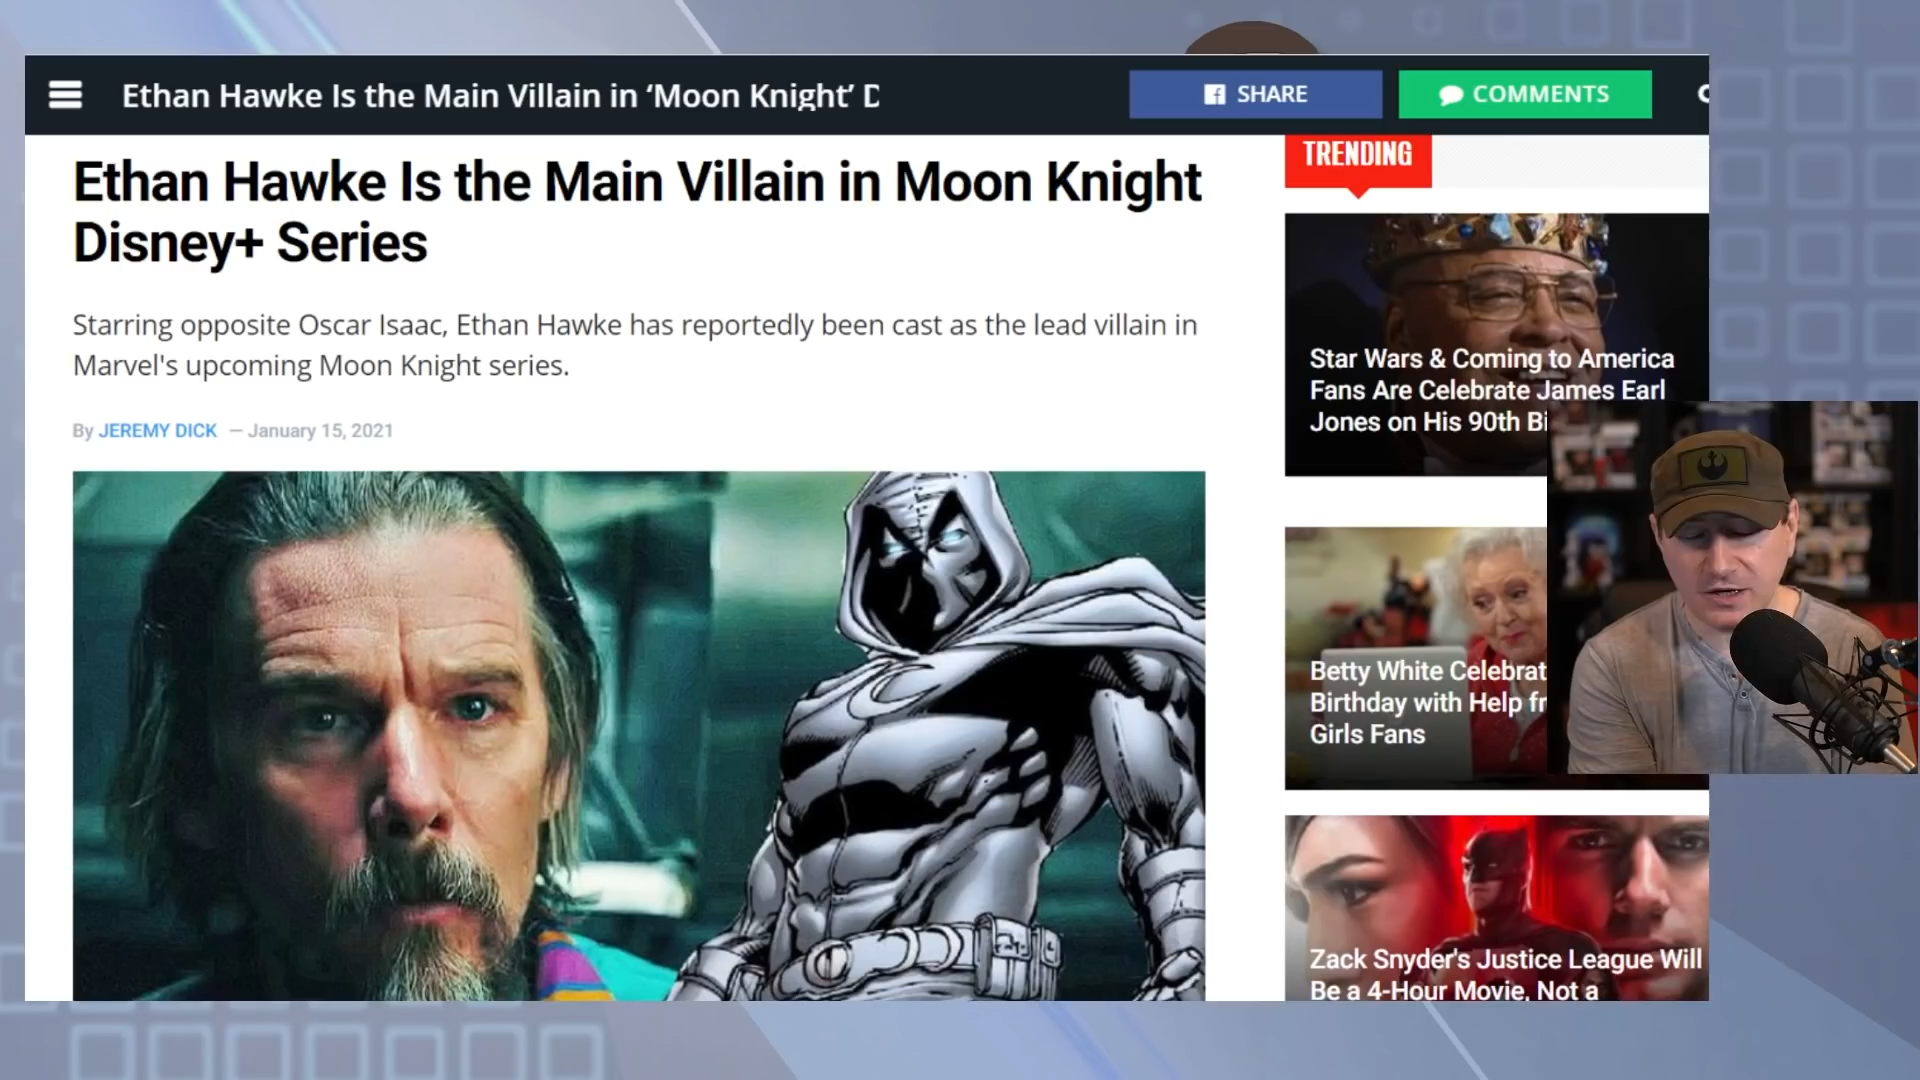 Ethan Hawke Is the Main Villain in ‘Moon Knight’ D
SHARE
COMMENTS
Ethan Hawke Is the Main Villain in Moon Knight
Disney+ Series
Starring opposite Oscar Isaac, Ethan Hawke has reportedly been cast as the lead villain in
Marvel's upcoming Moon Knight series.
By JEREMY DICK — January 15, 2021
TRENDING
Star Wars & Coming to America
Fans Are Celebrate James Earl
Jones on His 90th Bi
Betty White Celebrat
Birthday with Help fr
Girls Fans
Zack Snyder's Justice League Will
Be a 4-Hour Movie, Not a